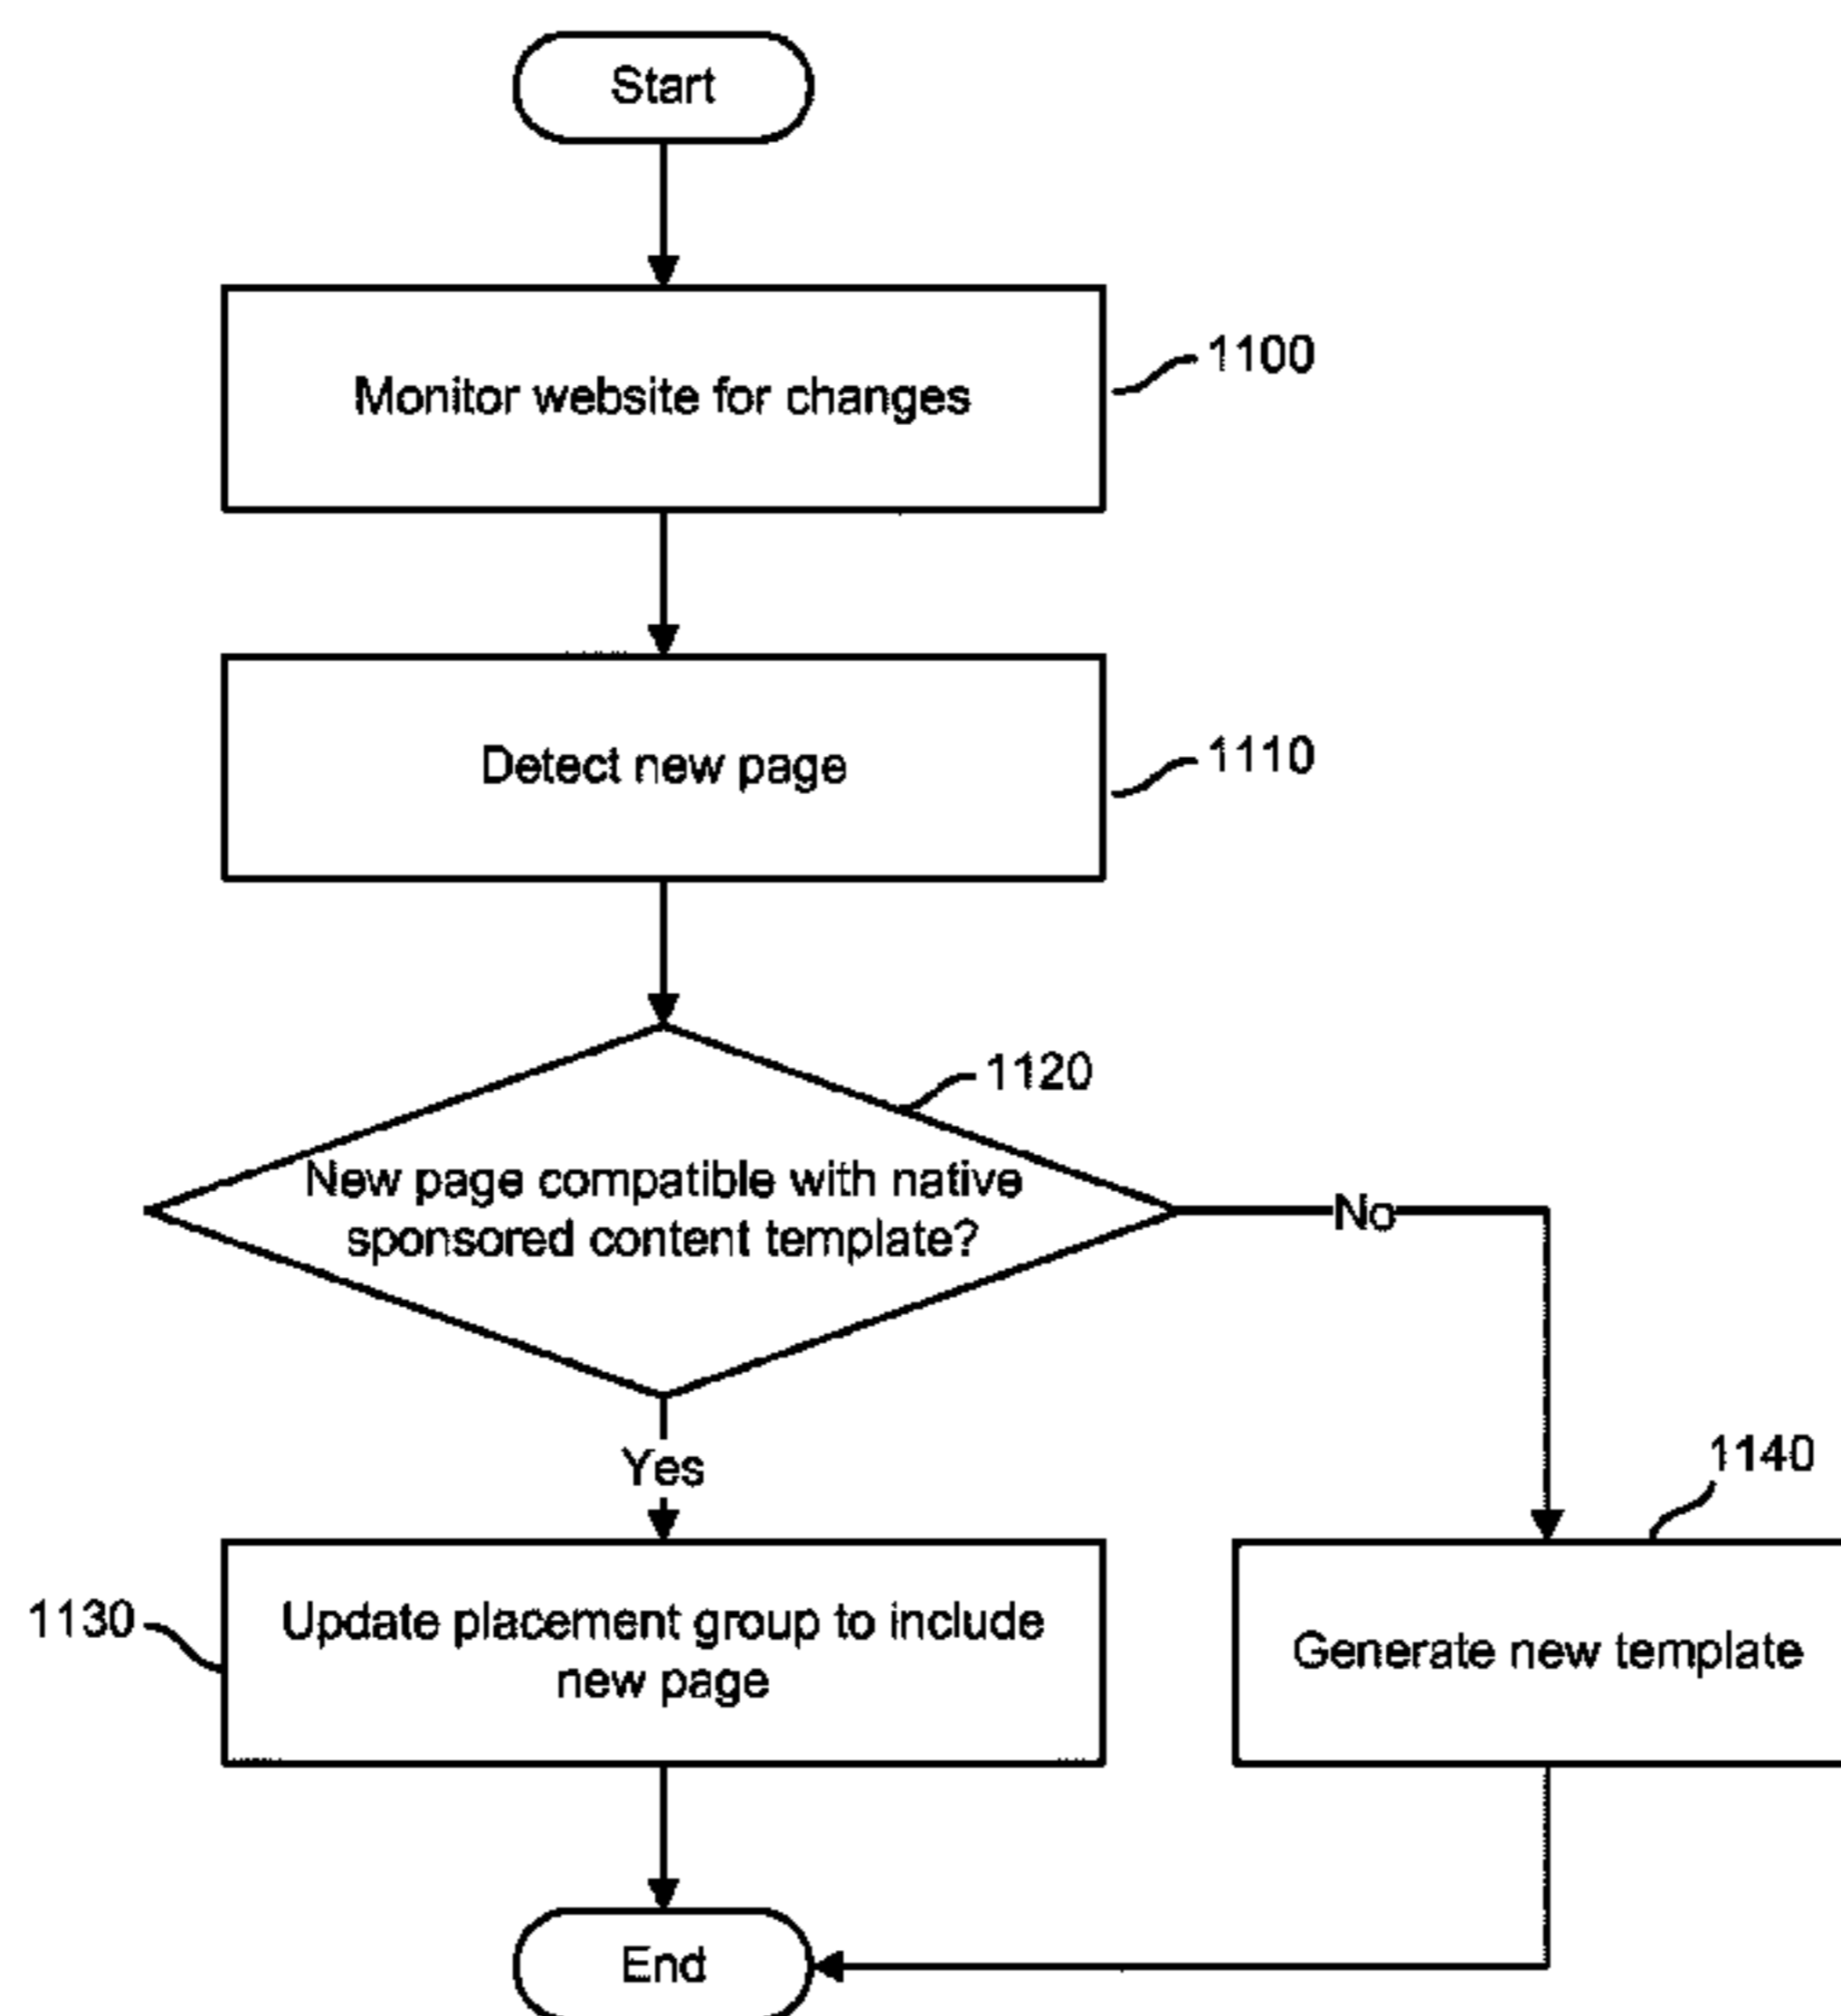 Start
Monitor website for changes
1100
Detect new page
1110
1120
New page compatible with native
sponsored content template?
No
Yes
1140
1130
Update placement group to include
new page
Generate new template
End